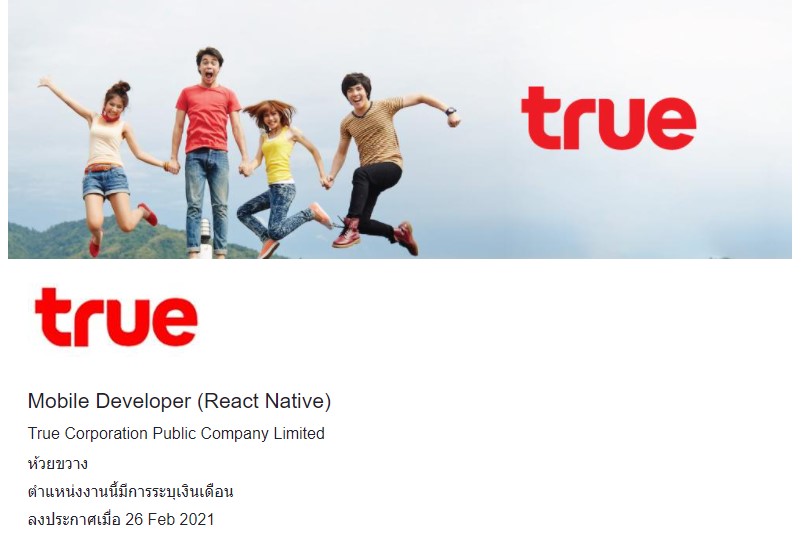 true
true
Mobile Developer (React Native)
True Corporation Public Company Limited
ห้วยขวาง
ตำแหน่งงานนี้มีการระบุเงินเดือน
ลงประกาศเมื่อ 26 Feb 2021